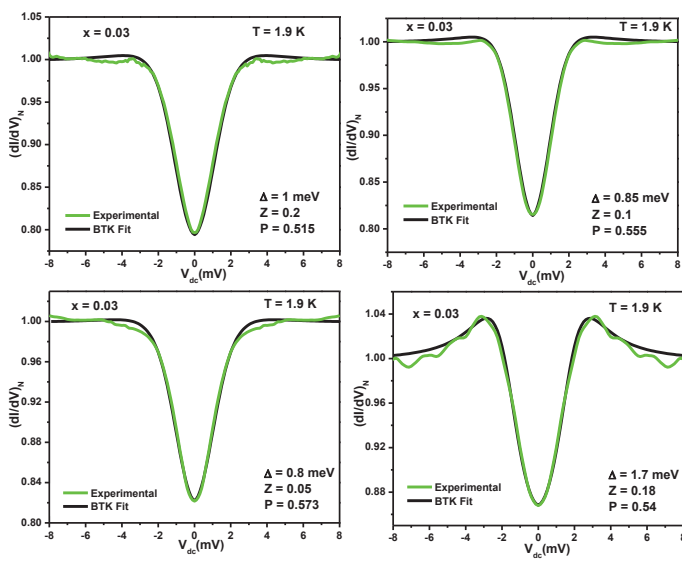 x = 0.03 T = 1.9 K
(dI/dV)N
1.05
1.00
0.95
0.90
0.85
0.80
Experimental
BTK Fit
Δ = 1 meV
Z = 0.2
P = 0.515
-8 -6 -4 -2 0 2 4 6 8
Vdc(mV)
x = 0.03 T = 1.9 K
(dI/dV)N
1.00
0.95
0.90
0.85
0.80
Experimental
BTK Fit
Δ = 0.85 meV
Z = 0.1
P = 0.555
-8 -6 -4 -2 0 2 4 6 8
Vdc(mV)
x = 0.03 T = 1.9 K
(dI/dV)N
1.00
0.96
0.92
0.88
0.84
0.80
Experimental
BTK Fit
Δ = 0.8 meV
Z = 0.05
P = 0.573
-8 -6 -4 -2 0 2 4 6 8
Vdc(mV)
x = 0.03 T = 1.9 K
(dI/dV)N
1.04
1.00
0.96
0.92
0.88
Experimental
BTK Fit
Δ = 1.7 meV
Z = 0.18
P = 0.54
-8 -6 -4 -2 0 2 4 6 8
Vdc(mV)